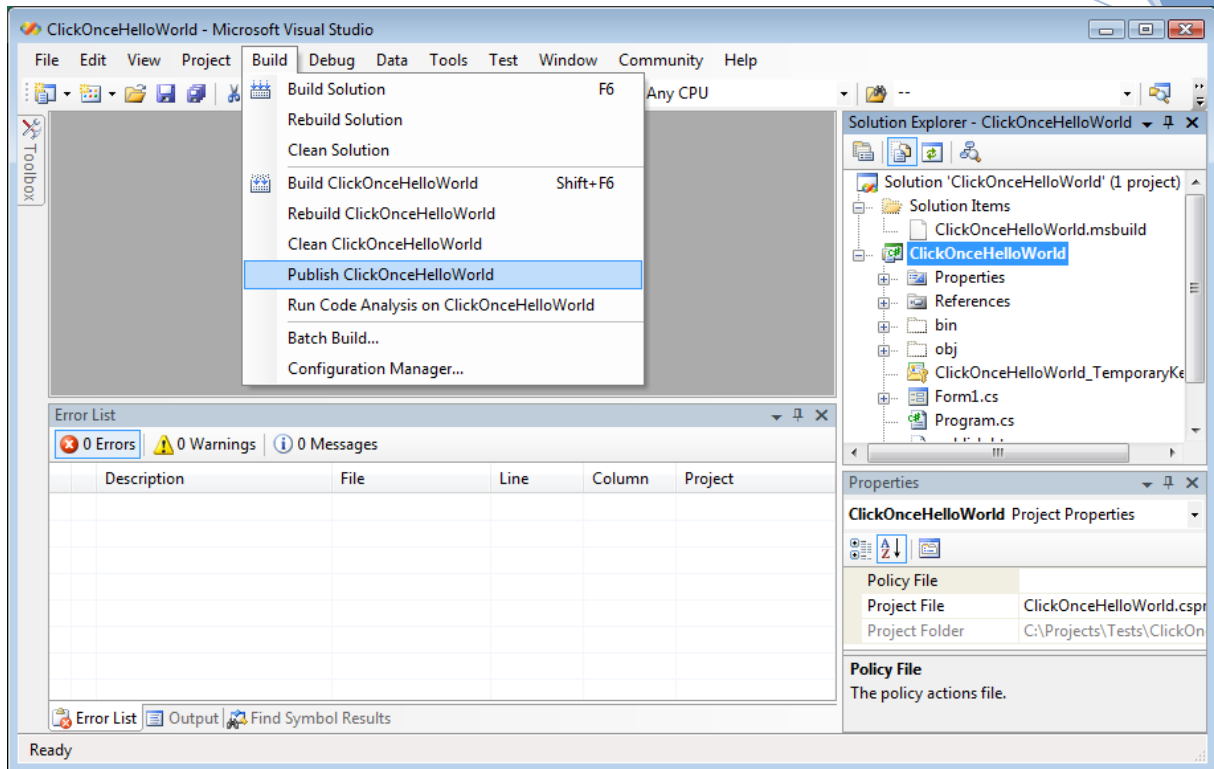 ClickOnceHelloWorld - Microsoft Visual Studio
File Edit View Project Build Debug Data Tools Test Window Community Help
Any CPU
--
Toolbox
Build Solution F6
Rebuild Solution
Clean Solution
Build ClickOnceHelloWorld Shift+F6
Rebuild ClickOnceHelloWorld
Clean ClickOnceHelloWorld
Publish ClickOnceHelloWorld
Run Code Analysis on ClickOnceHelloWorld
Batch Build...
Configuration Manager...
Solution Explorer - ClickOnceHelloWorld
Solution 'ClickOnceHelloWorld' (1 project)
Solution Items
ClickOnceHelloWorld.msbuild
ClickOnceHelloWorld
Properties
References
bin
obj
ClickOnceHelloWorld_TemporaryKe
Form1.cs
Program.cs
Error List
0 Errors 0 Warnings 0 Messages
Description File Line Column Project
Error List Output Find Symbol Results
Properties
ClickOnceHelloWorld Project Properties
Policy File
Project File ClickOnceHelloWorld.cspr
Project Folder C:\Projects\Tests\ClickOn
Policy File
The policy actions file.
Ready